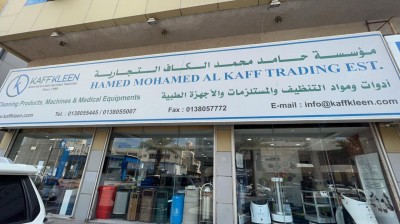 KAFFKLEEN
مؤسسة حامد محمد الكاف التجارية
HAMED MOHAMED AL KAFF TRADING EST.
Cleaning Products, Machines & Medical Equipments
أدوات ومواد التنظيف والمستلزمات والأجهزة الطبية
Tel. : 0138055445 / 0138055007
Fax : 0138057772
E-mail : info@kaffkleen.com